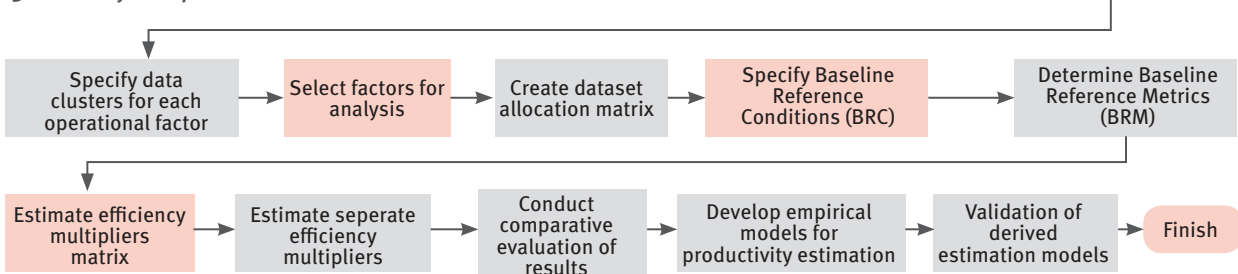 Specify data
clusters for each
operational factor
Select factors for
analysis
Create dataset
allocation matrix
Specify Baseline
Reference
Conditions (BRC)
Determine Baseline
Reference Metrics
(BRM)
Estimate efficiency
multipliers
matrix
Estimate seperate
efficiency
multipliers
Conduct
comparative
evaluation of
results
Develop empirical
models for
productivity estimation
Validation of
derived
estimation models
Finish